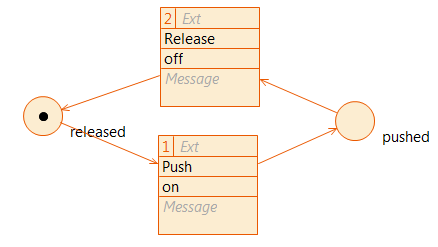 2 Ext
Release
off
Message
released
pushed
1 Ext
Push
on
Message